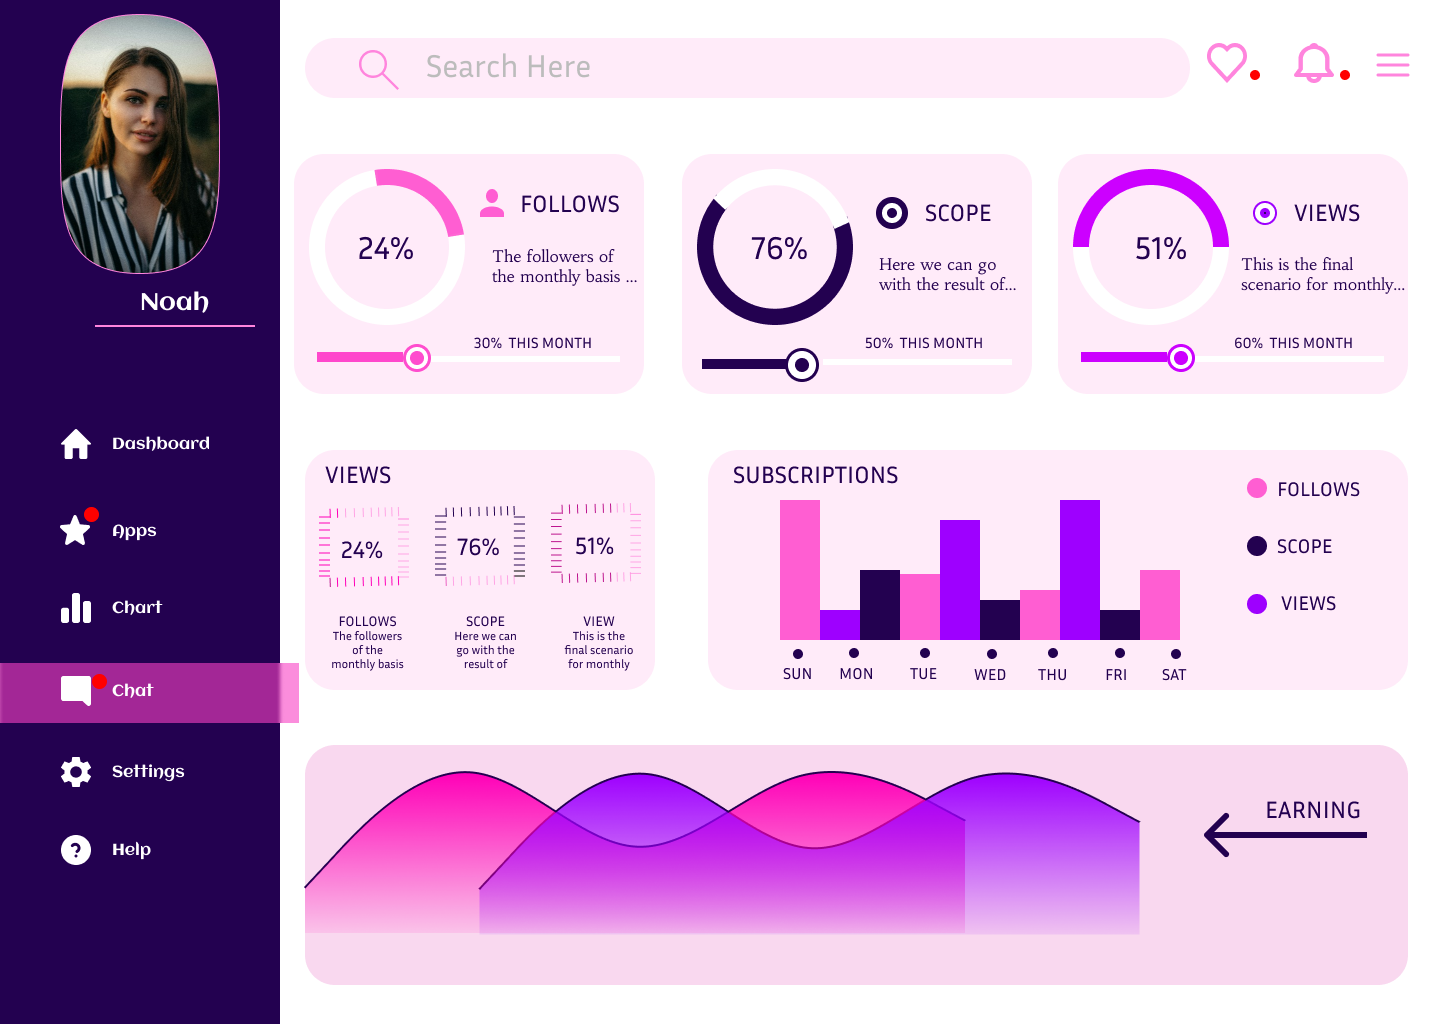 Search Here
Noah
Dashboard
Apps
Chart
Chat
Settings
Help
24%
FOLLOWS
The followers of
the monthly basis ...
30% THIS MONTH
76%
SCOPE
Here we can go
with the result of...
50% THIS MONTH
51%
VIEWS
This is the final
scenario for monthly...
60% THIS MONTH
VIEWS
24%
76%
51%
FOLLOWS
The followers
of the
monthly basis
SCOPE
Here we can
go with the
result of
VIEW
This is the
final scenario
for monthly
SUBSCRIPTIONS
FOLLOWS
SCOPE
VIEWS
SUN MON TUE WED THU FRI SAT
EARNING